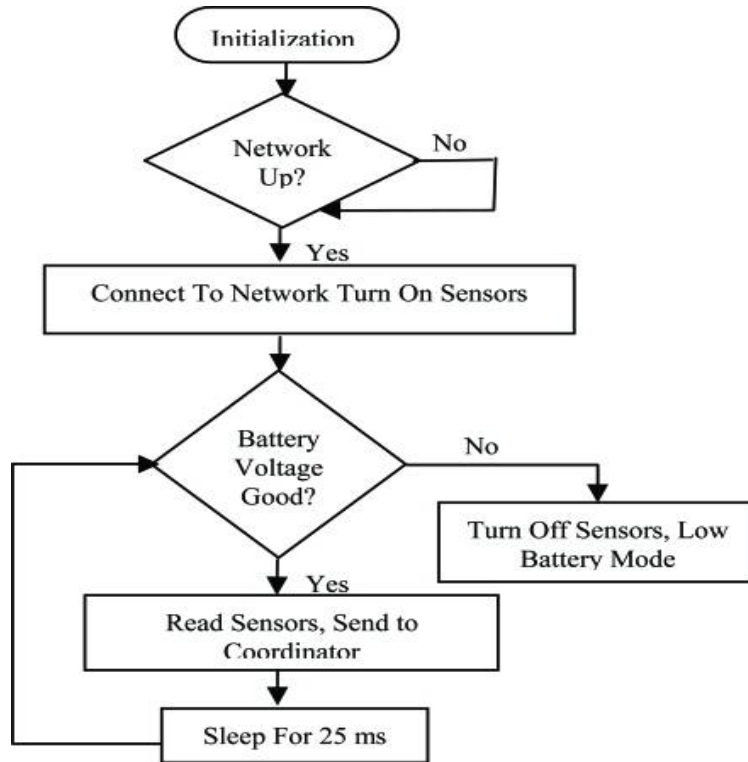 Initialization
Network
Up?
No
Yes
Connect To Network Turn On Sensors
Battery
Voltage
Good?
No
Turn Off Sensors, Low
Battery Mode
Yes
Read Sensors, Send to
Coordinator
Sleep For 25 ms